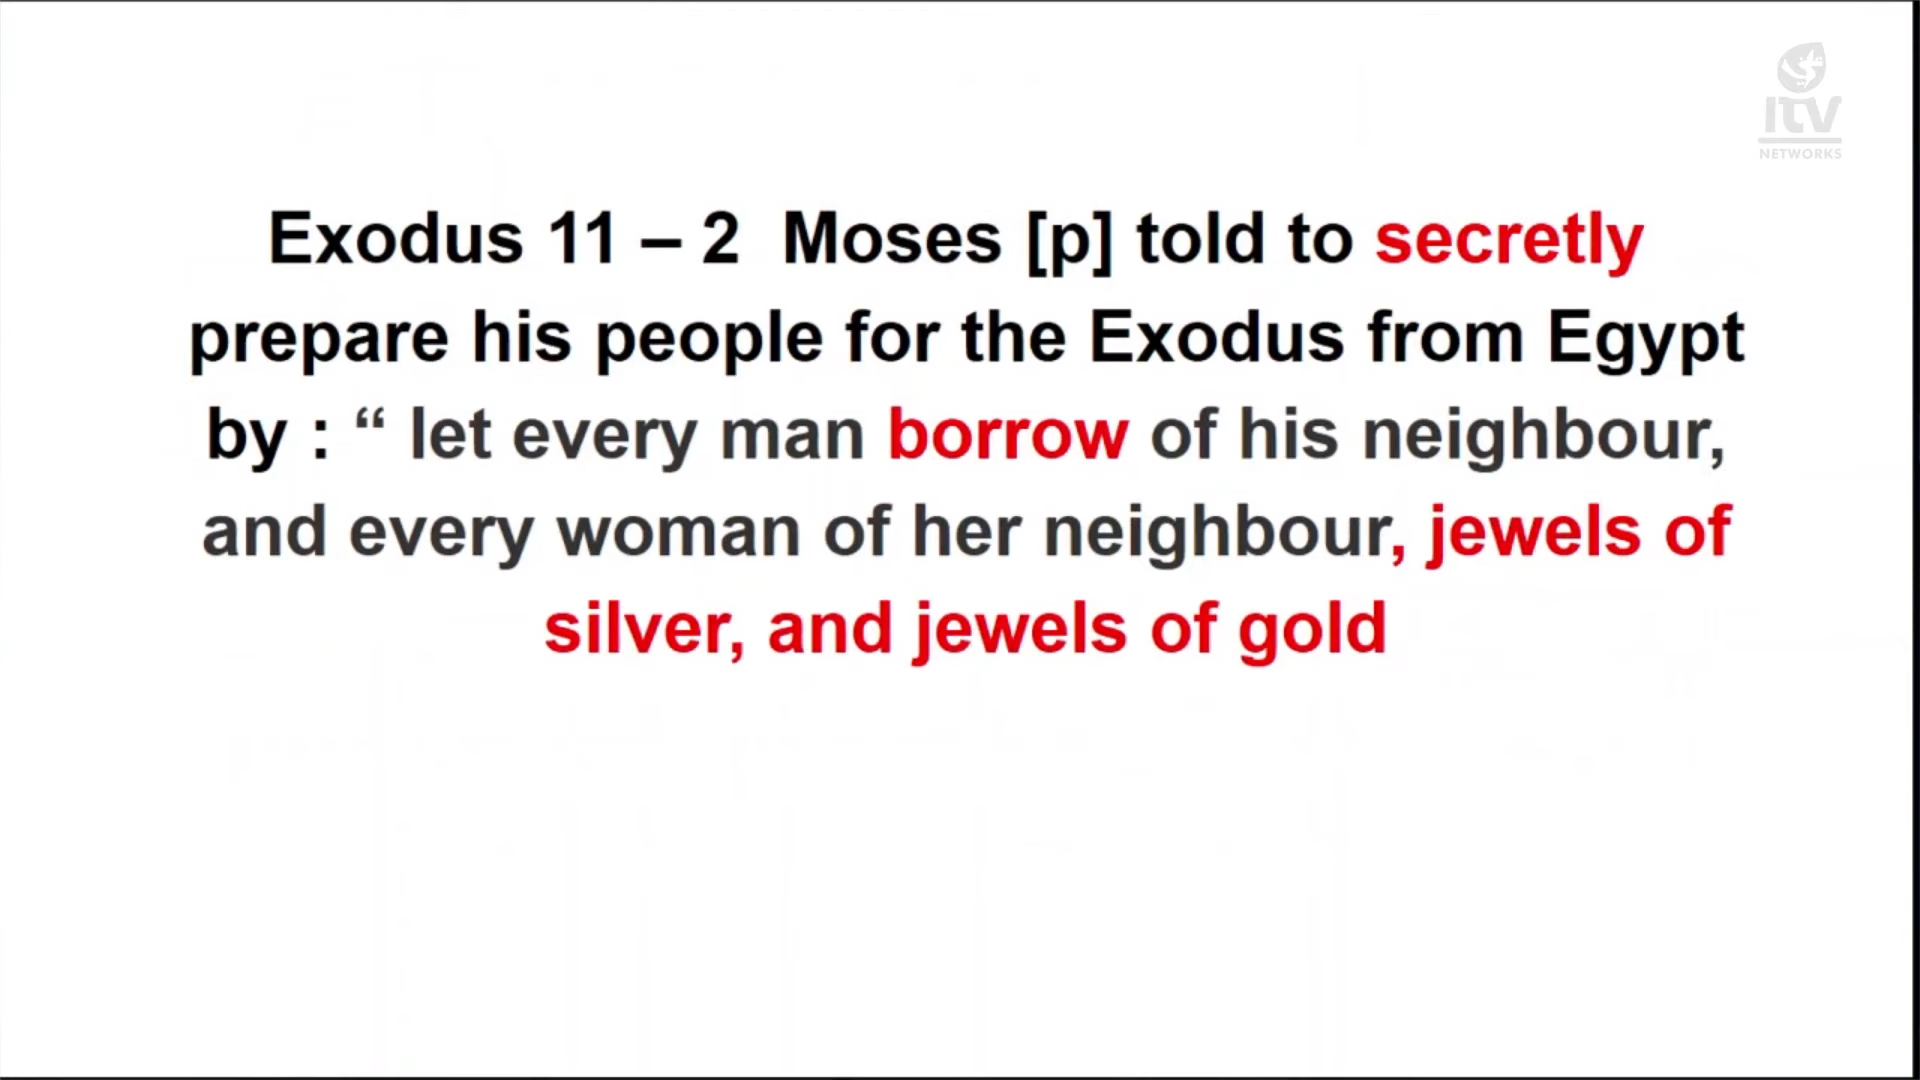 ITV
NETWORKS
Exodus 11 – 2 Moses [p] told to secretly
prepare his people for the Exodus from Egypt
by : “ let every man borrow of his neighbour,
and every woman of her neighbour, jewels of
silver, and jewels of gold